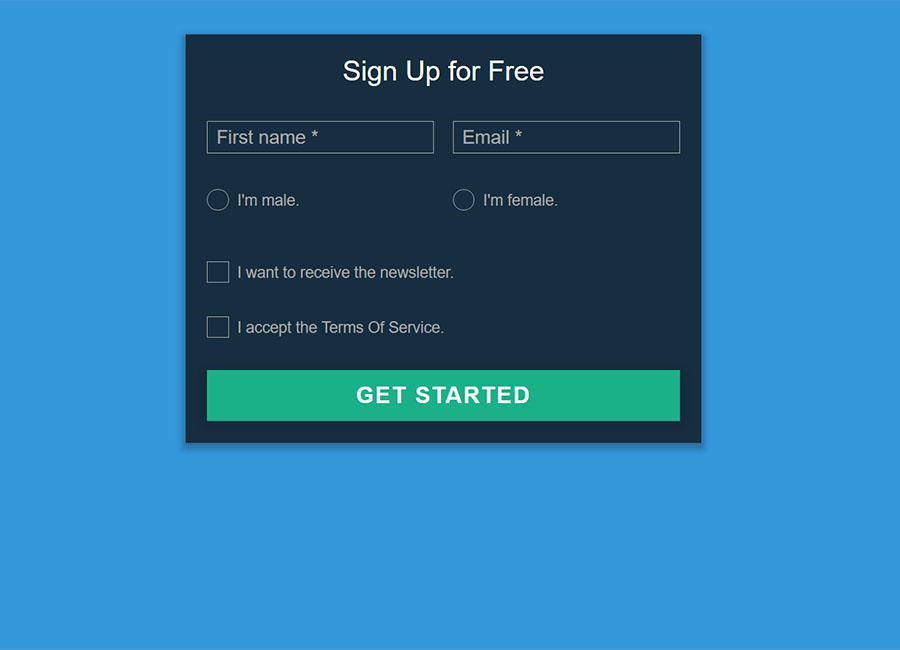 Sign Up for Free
First name * Email *
I'm male. I'm female.
I want to receive the newsletter.
I accept the Terms Of Service.
GET STARTED